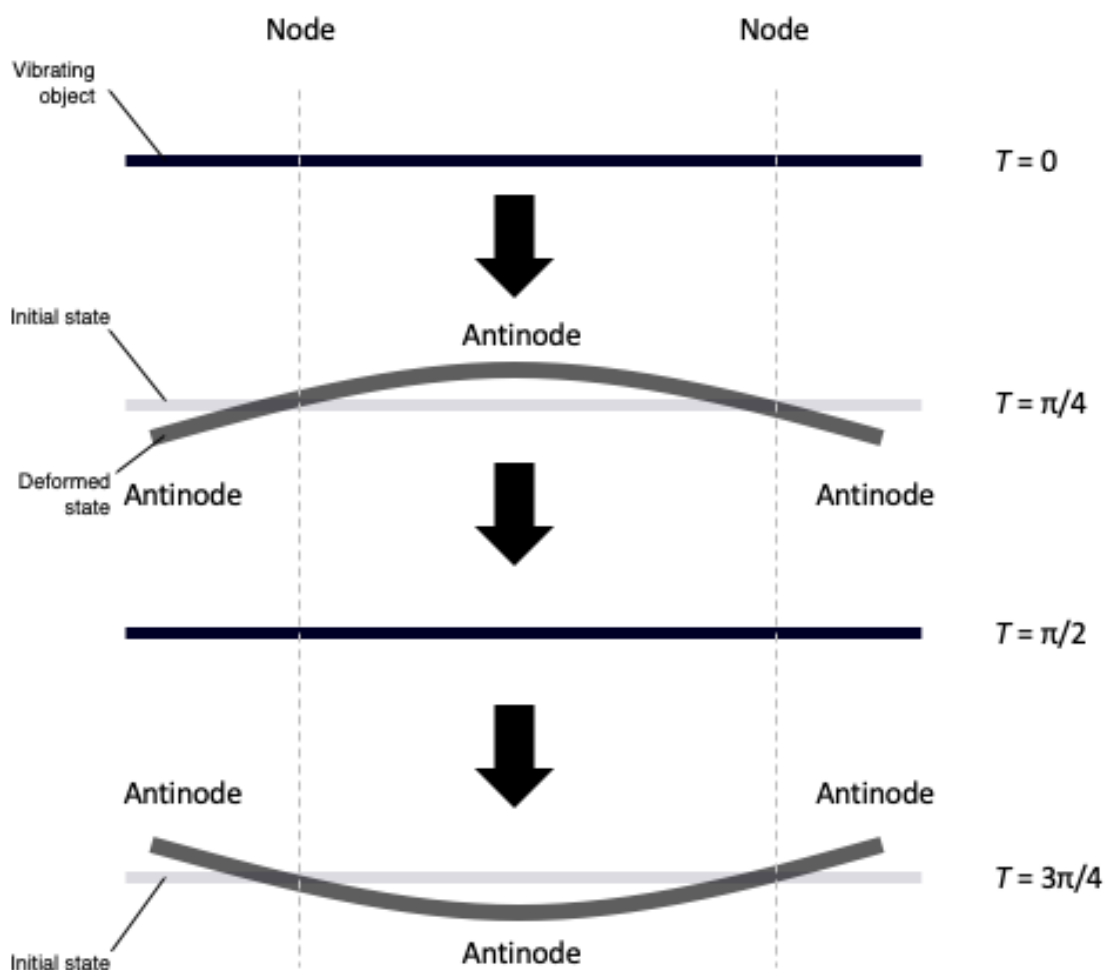 Node Node
Vibrating
object
T = 0
Initial state
Antinode
T = π/4
Deformed
state
Antinode Antinode
T = π/2
Antinode Antinode
T = 3π/4
Initial state
Antinode